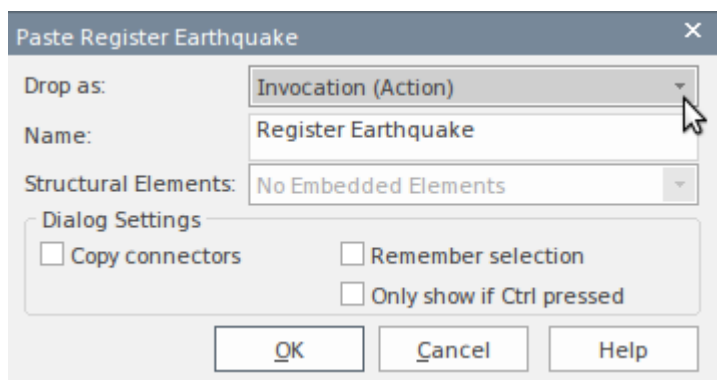 Paste Register Earthquake
Drop as: Invocation (Action)
Name: Register Earthquake
Structural Elements: No Embedded Elements
Dialog Settings
Copy connectors Remember selection
Only show if Ctrl pressed
OK Cancel Help